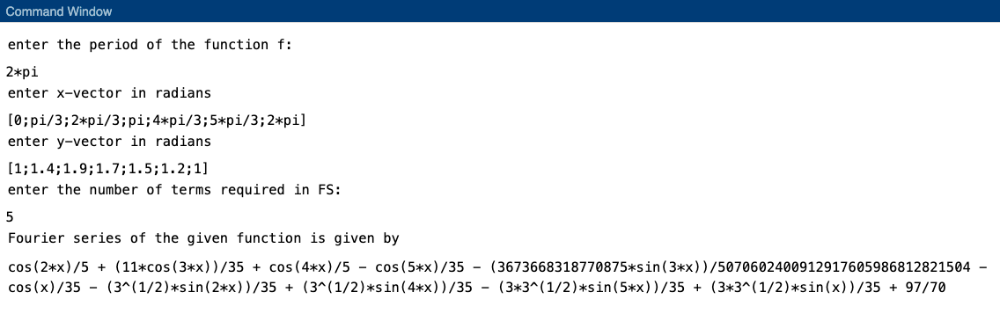 Command Window
enter the period of the function f:
2*pi
enter x-vector in radians
[0;pi/3;2*pi/3;pi;4*pi/3;5*pi/3;2*pi]
enter y-vector in radians
[1;1.4;1.9;1.7;1.5;1.2;1]
enter the number of terms required in FS:
5
Fourier series of the given function is given by
cos(2*x)/5 + (11*cos(3*x))/35 + cos(4*x)/5 - cos(5*x)/35 - (3673668318770875*sin(3*x))/5070602400912917605986812821504 -
cos(x)/35 - (3^(1/2)*sin(2*x))/35 + (3^(1/2)*sin(4*x))/35 - (3*3^(1/2)*sin(5*x))/35 + (3*3^(1/2)*sin(x))/35 + 97/70